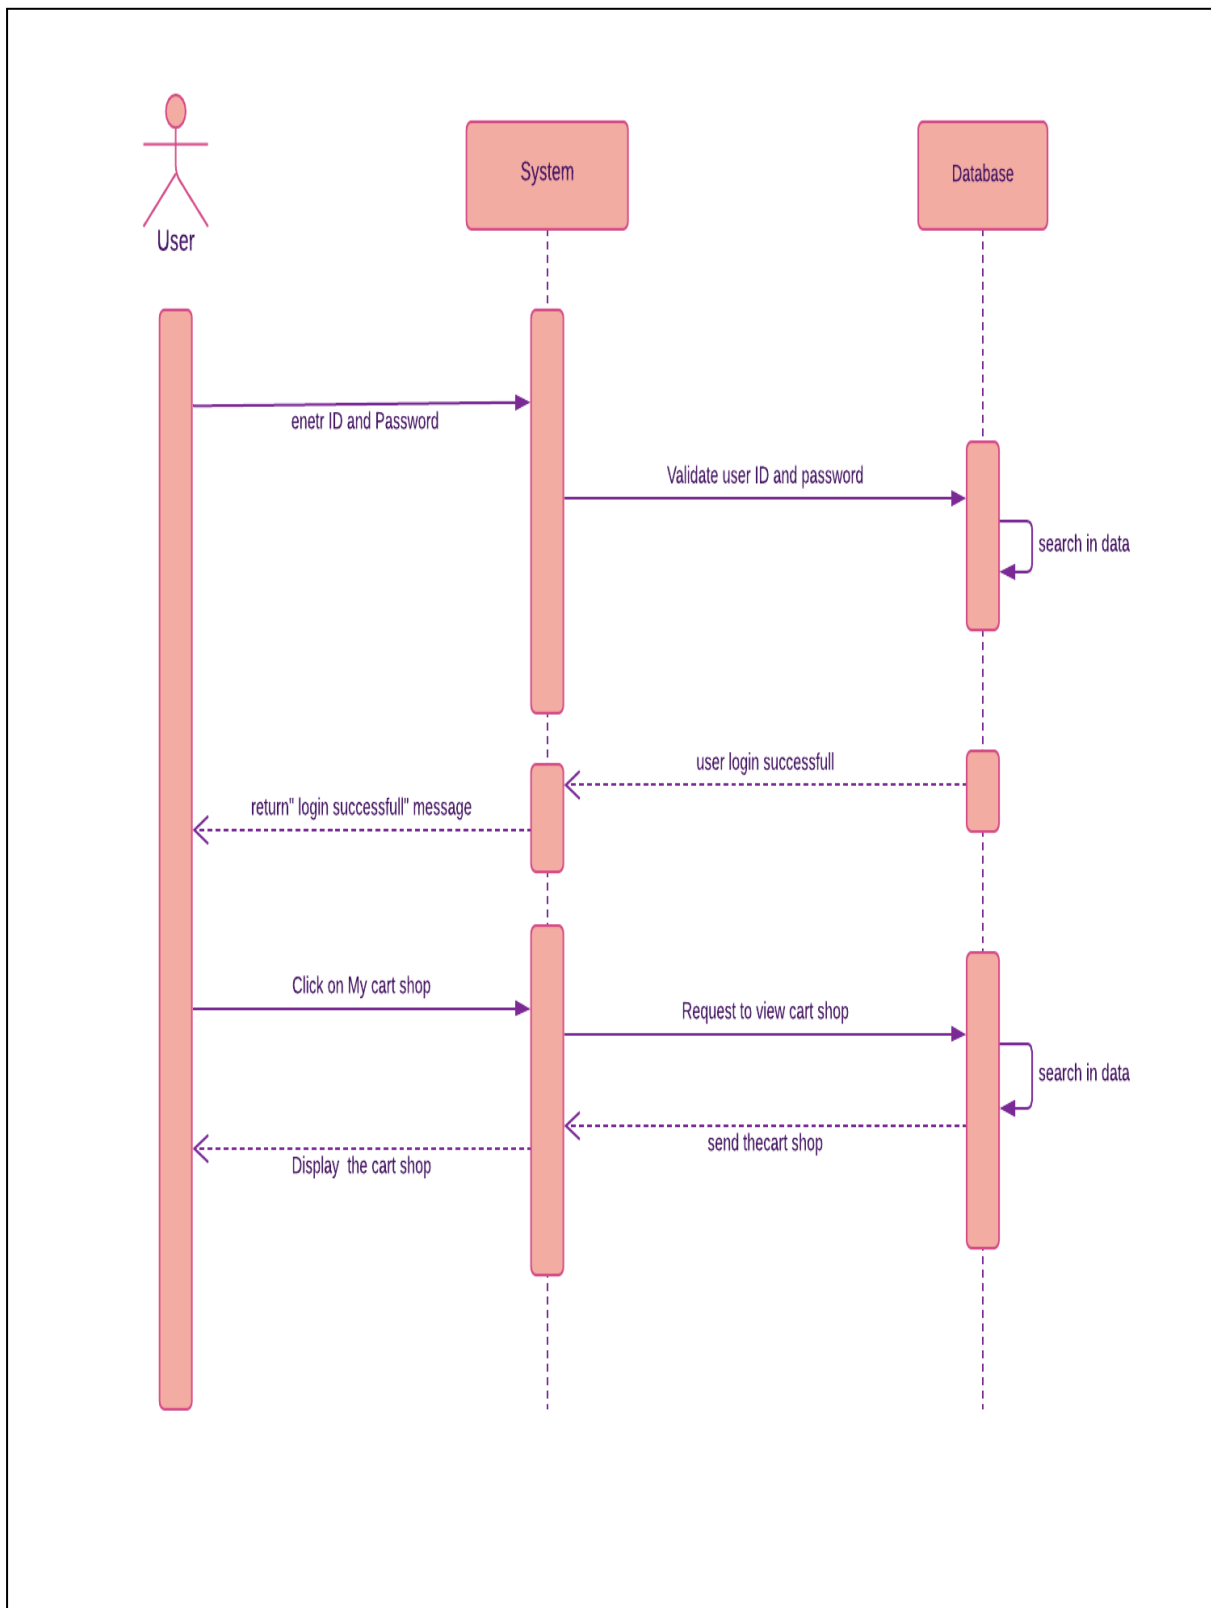 System
Database
User
enetr ID and Password
Validate user ID and password
search in data
user login successfull
return" login successfull" message
Click on My cart shop
Request to view cart shop
search in data
send thecart shop
Display  the cart shop